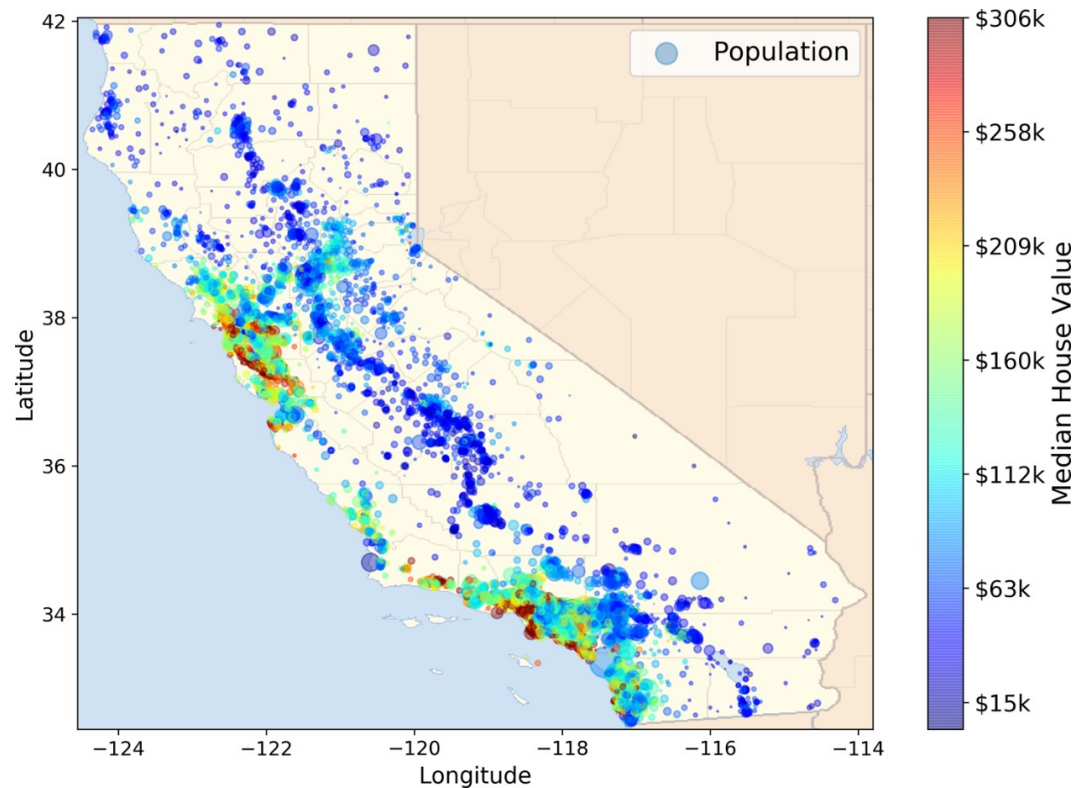 42
40
38
36
34
Latitude
−124
−122
−120
−118
−116
−114
Longitude
Population
$306k
$258k
$209k
$160k
$112k
$63k
$15k
Median House Value